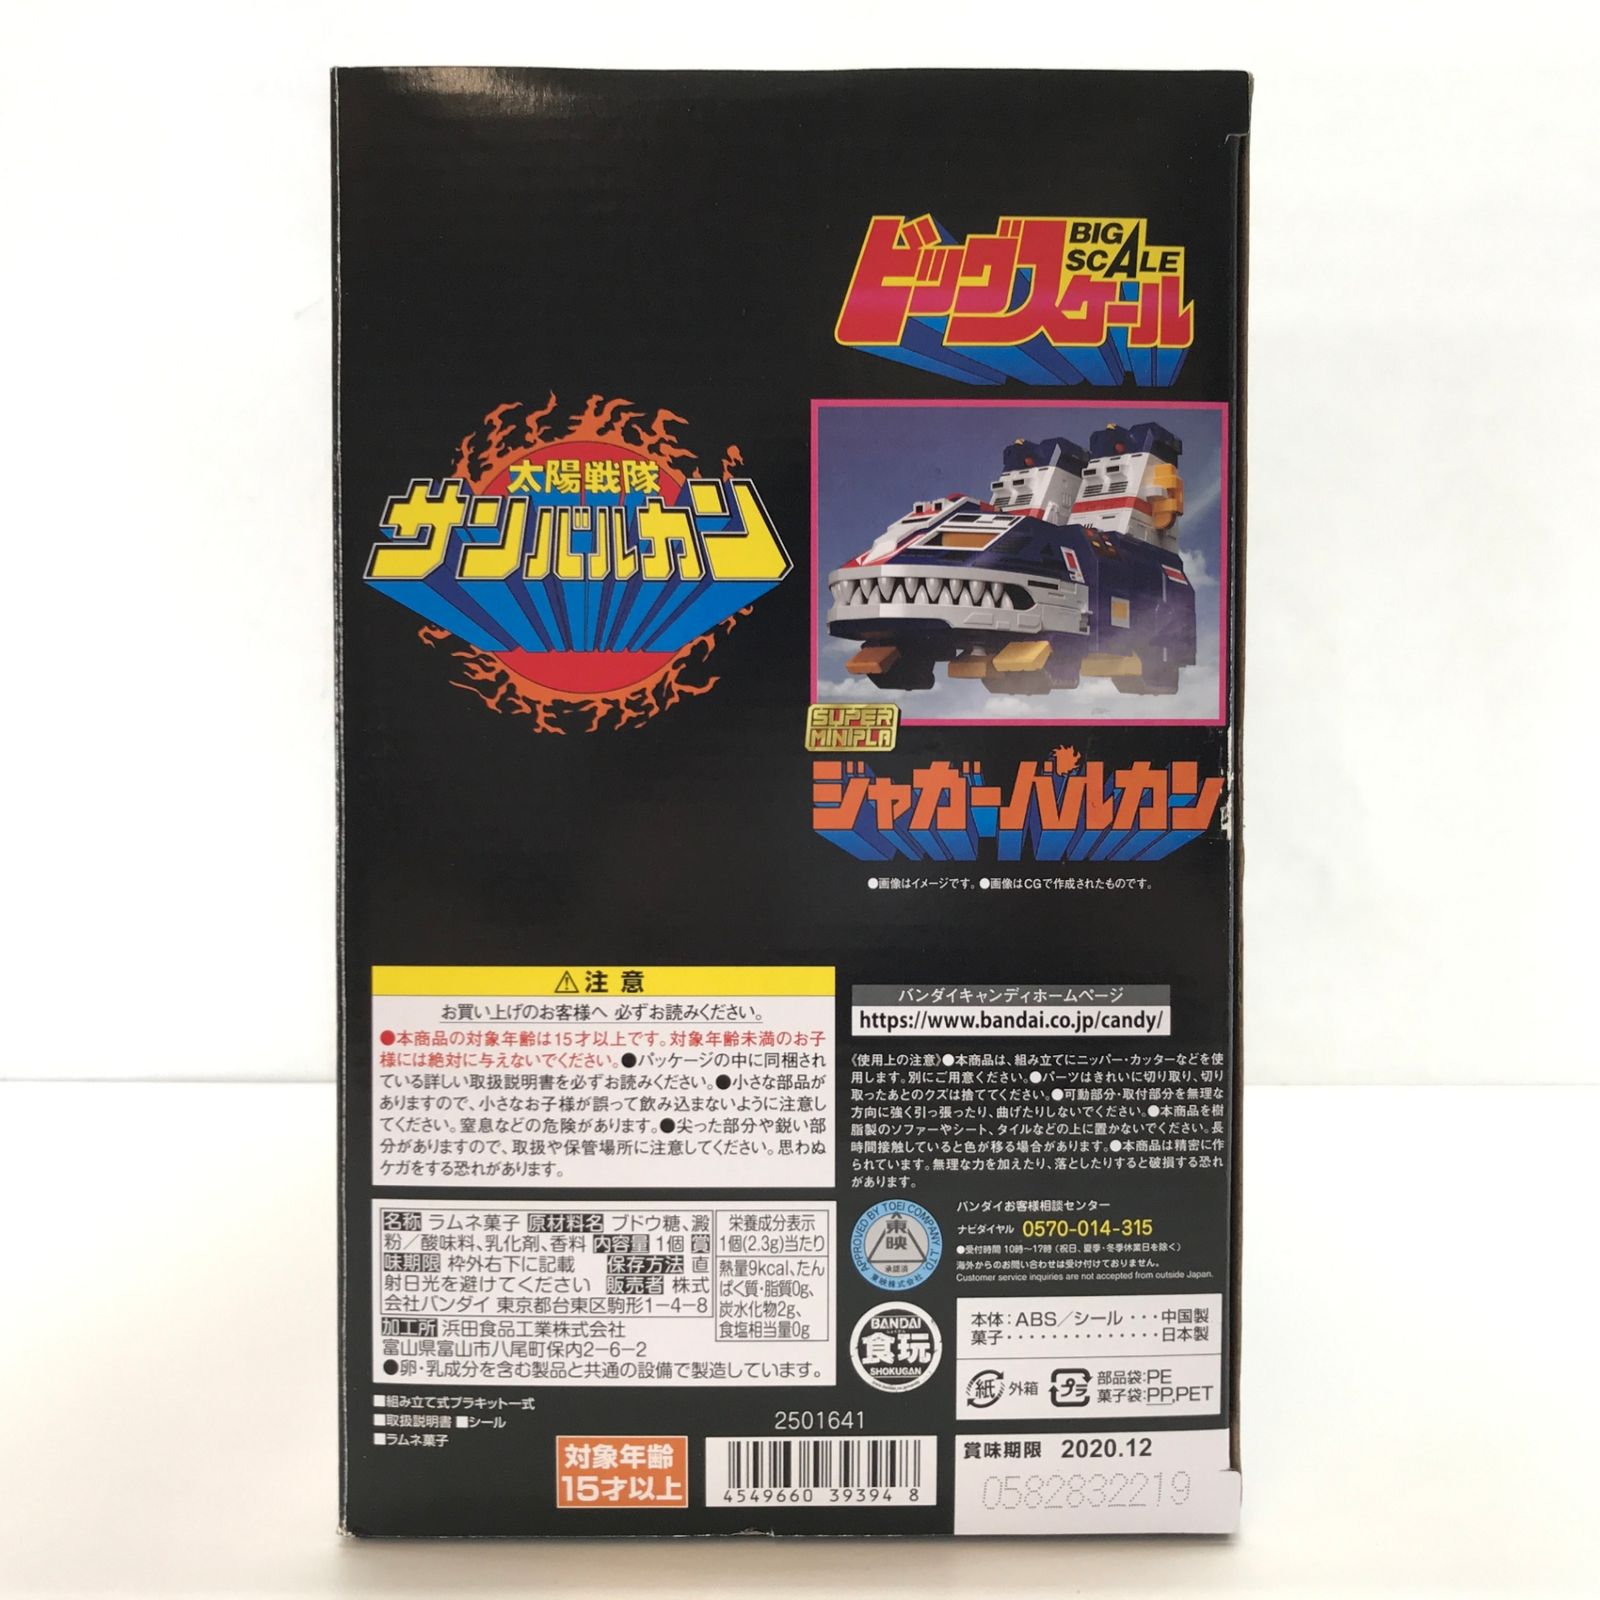 ビッグスケール
BIG
SCALE
太陽戦隊
サンバルカン
SUPER
MINIPLA
ジャガーバルカン
●画像はイメージです。●画像はCGで作成されたものです。
⚠注意
お買い上げのお客様へ 必ずお読みください。
●本商品の対象年齢は15才以上です。対象年齢未満のお子
様には絶対に与えないでください。●パッケージの中に同梱され
ている詳しい取扱説明書を必ずお読みください。●小さな部品が
ありますので、小さなお子様が誤って飲み込まないように注意し
てください。窒息などの危険があります。●尖った部分や鋭い部
分がありますので、取扱や保管場所に注意してください。思わぬ
ケガをする恐れがあります。
名称 ラムネ菓子 原材料名 ブドウ糖、澱
粉／酸味料、乳化剤、香料 内容量 1個 賞
味期限 枠外右下に記載 保存方法 直
射日光を避けてください 販売者 株式
会社バンダイ 東京都台東区駒形1-4-8
加工所 浜田食品工業株式会社
富山県富山市八尾町保内2-6-2
●卵・乳成分を含む製品と共通の設備で製造しています。
栄養成分表示
1個(2.3g)当たり
熱量9kcal、たん
ぱく質・脂質0g、
炭水化物2g、
食塩相当量0g
■組み立て式プラキット一式
■取扱説明書 ■シール
■ラムネ菓子
対象年齢
15才以上
2501641
4549660 39394 8
バンダイキャンディホームページ
https://www.bandai.co.jp/candy/
《使用上の注意》●本商品は、組み立てにニッパー・カッターなどを使
用します。別にご用意ください。●パーツはきれいに切り取り、切り
取ったあとのクズは捨ててください。●可動部分・取付部分を無理な
方向に強く引っ張ったり、曲げたりしないでください。●本商品を樹
脂製のソファーやシート、タイルなどの上に置かないでください。長
時間接触していると色が移る場合があります。●本商品は精密に作
られています。無理な力を加えたり、落としたりすると破損する恐れ
があります。
APPROVED BY TOEI COMPANY,LTD.
東映
承認済
東映株式会社
バンダイお客様相談センター
ナビダイヤル 0570-014-315
●受付時間 10時〜17時（祝日、夏季・冬季休業日を除く）
海外からのお問い合わせは受け付けておりません。
Customer service inquiries are not accepted from outside Japan.
BANDAI
食玩
SHOKUGAN
本体：ABS／シール・・・中国製
菓子・・・・・・・・・・・・・・日本製
紙 外箱 プラ 部品袋:PE
菓子袋:PP,PET
賞味期限 2020.12
0582832219